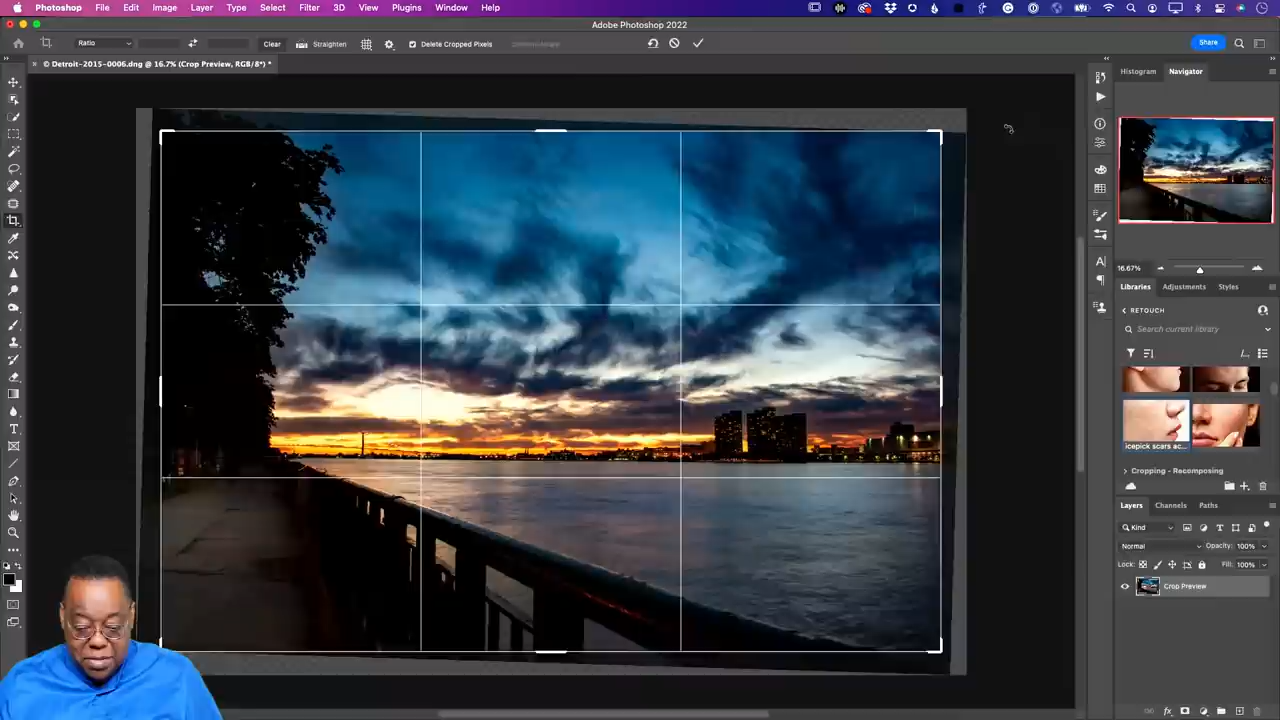 Photoshop File Edit Image Layer Type Select Filter 3D View Plugins Window Help
Adobe Photoshop 2022
Ratio Clear Straighten Delete Cropped Pixels Share
© Detroit-2015-0006.dng @ 16.7% (Crop Preview, RGB/8*) *
Histogram Navigator
16.67%
Libraries Adjustments Styles
RETOUCH
Search current library
icepick scars ac...
Cropping - Recomposing
Layers Channels Paths
Kind
Normal Opacity: 100%
Lock: Fill: 100%
Crop Preview